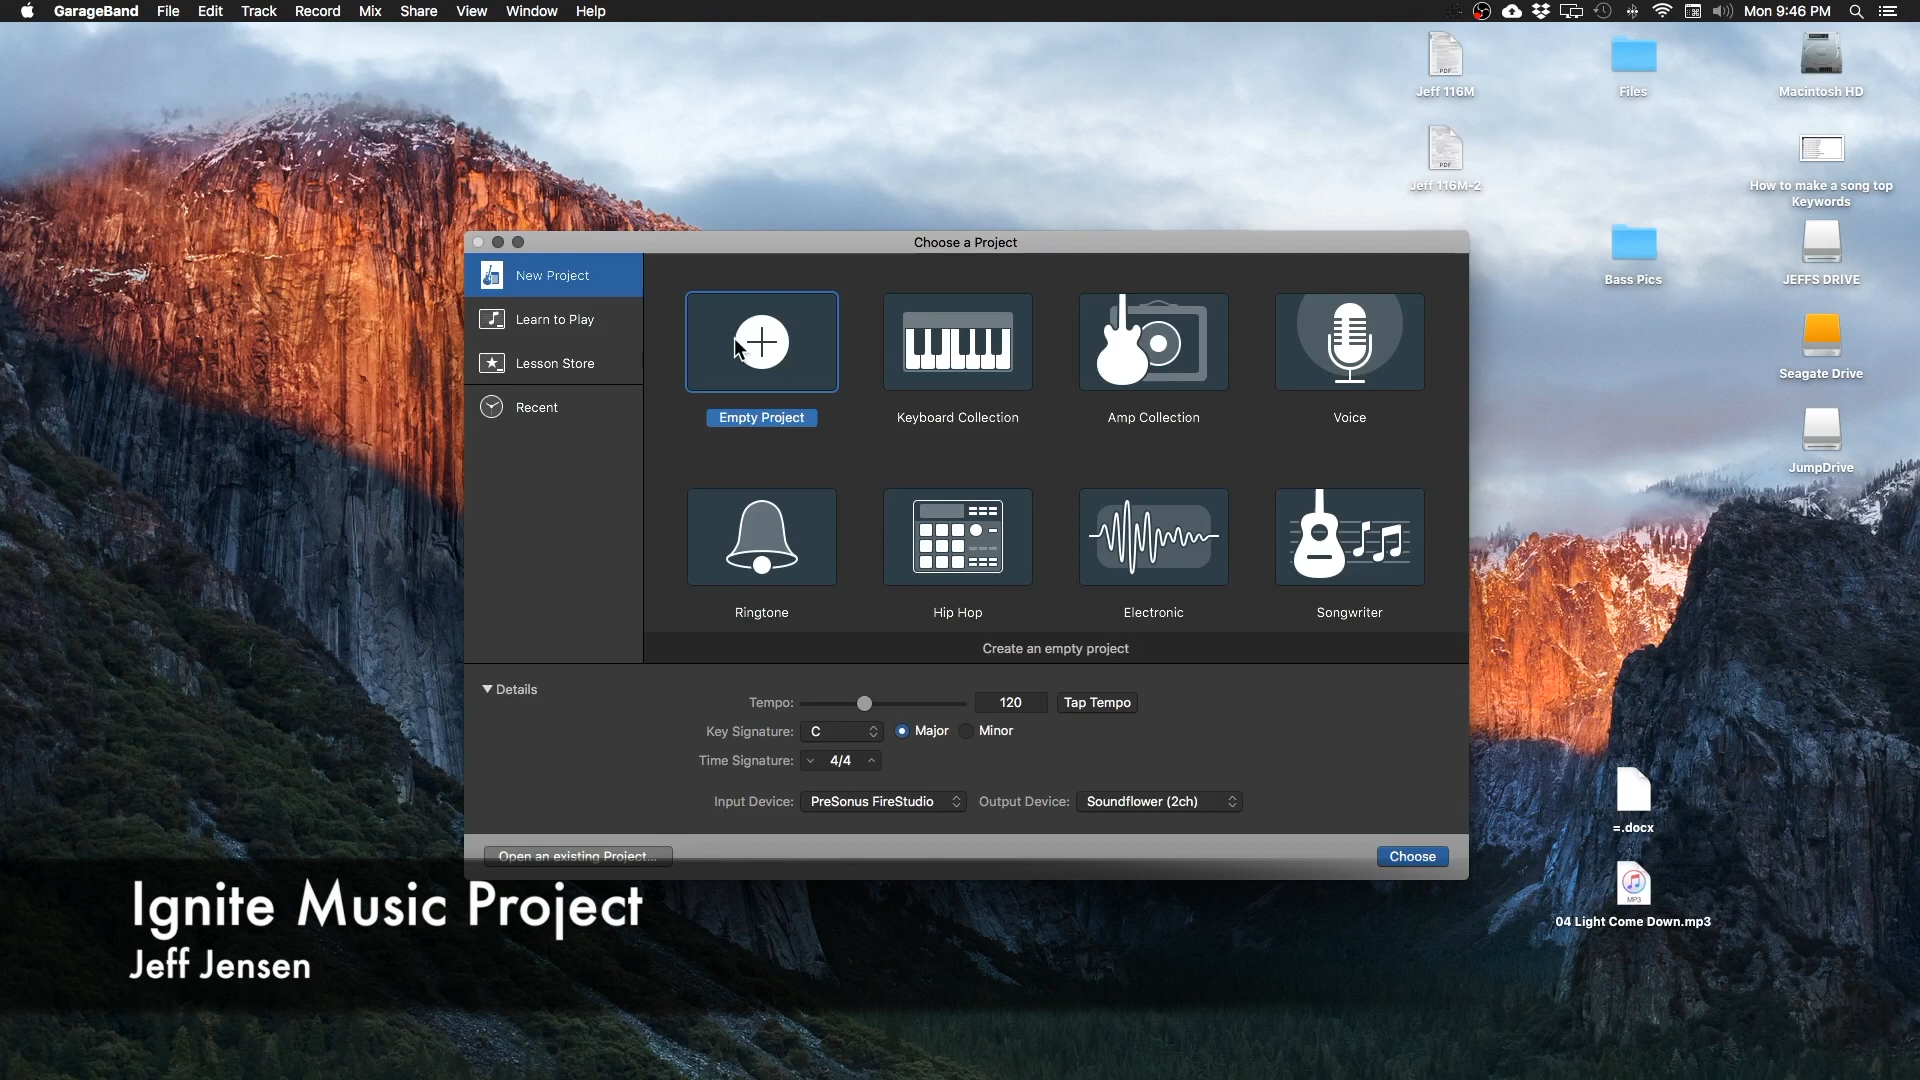 GarageBand File Edit Track Record Mix Share View Window Help Mon 9:46 PM
Jeff 116M
Files
Macintosh HD
Jeff 116M-2
How to make a song top
Keywords
Bass Pics
JEFFS DRIVE
Seagate Drive
JumpDrive
=.docx
04 Light Come Down.mp3
PDF
PDF
MP3
Choose a Project
New Project
Learn to Play
Lesson Store
Recent
Empty Project
Keyboard Collection
Amp Collection
Voice
Ringtone
Hip Hop
Electronic
Songwriter
Create an empty project
Details
Tempo: 120 Tap Tempo
Key Signature: C Major Minor
Time Signature: 4/4
Input Device: PreSonus FireStudio Output Device: Soundflower (2ch)
Open an existing Project... Choose
Ignite Music Project
Jeff Jensen